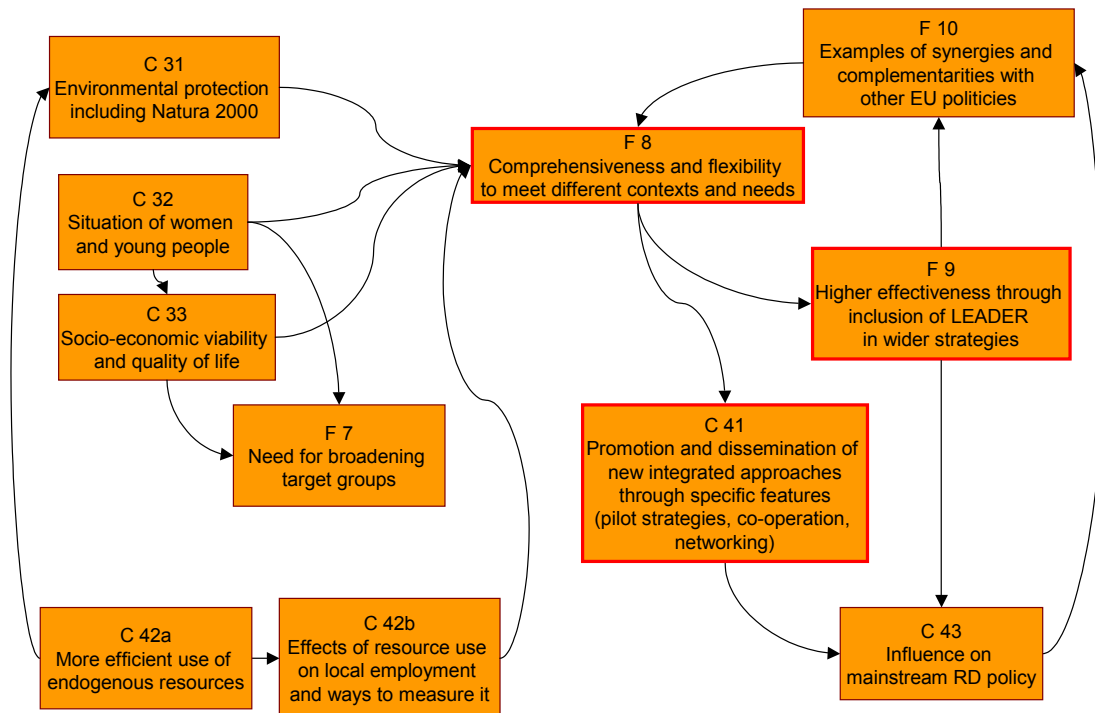 C 31
Environmental protection
including Natura 2000
C 32
Situation of women
and young people
C 33
Socio-economic viability
and quality of life
F 7
Need for broadening
target groups
C 42a
More efficient use of
endogenous resources
C 42b
Effects of resource use
on local employment
and ways to measure it
F 8
Comprehensiveness and flexibility
to meet different contexts and needs
F 10
Examples of synergies and
complementarities with
other EU politicies
F 9
Higher effectiveness through
inclusion of LEADER
in wider strategies
C 41
Promotion and dissemination of
new integrated approaches
through specific features
(pilot strategies, co-operation,
networking)
C 43
Influence on
mainstream RD policy